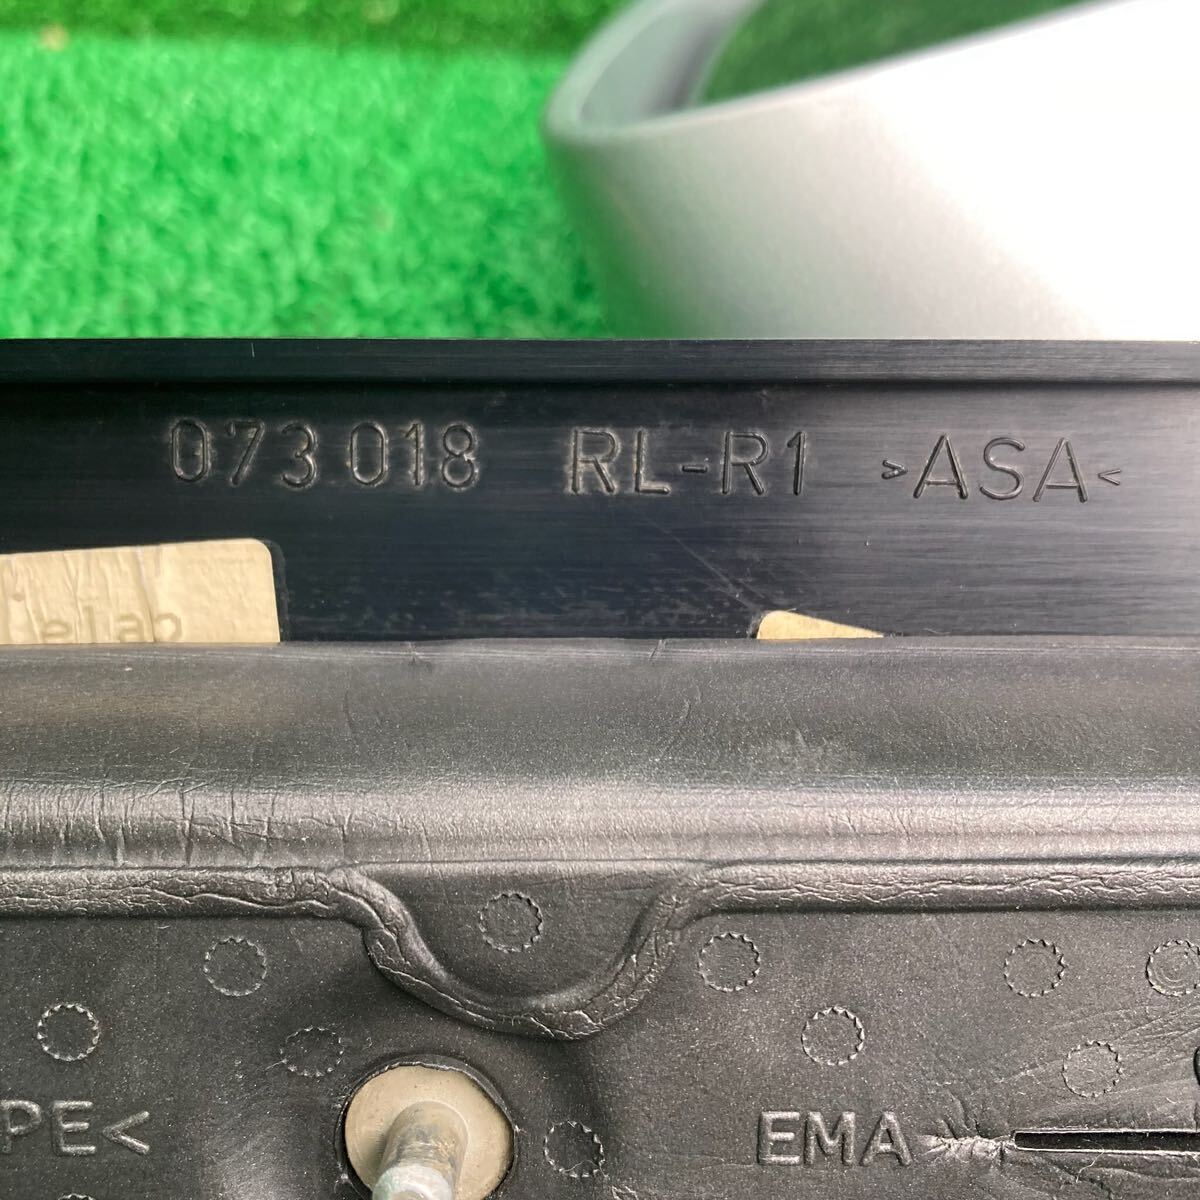 073018 RL-R1 >ASA<
PE<
EMA